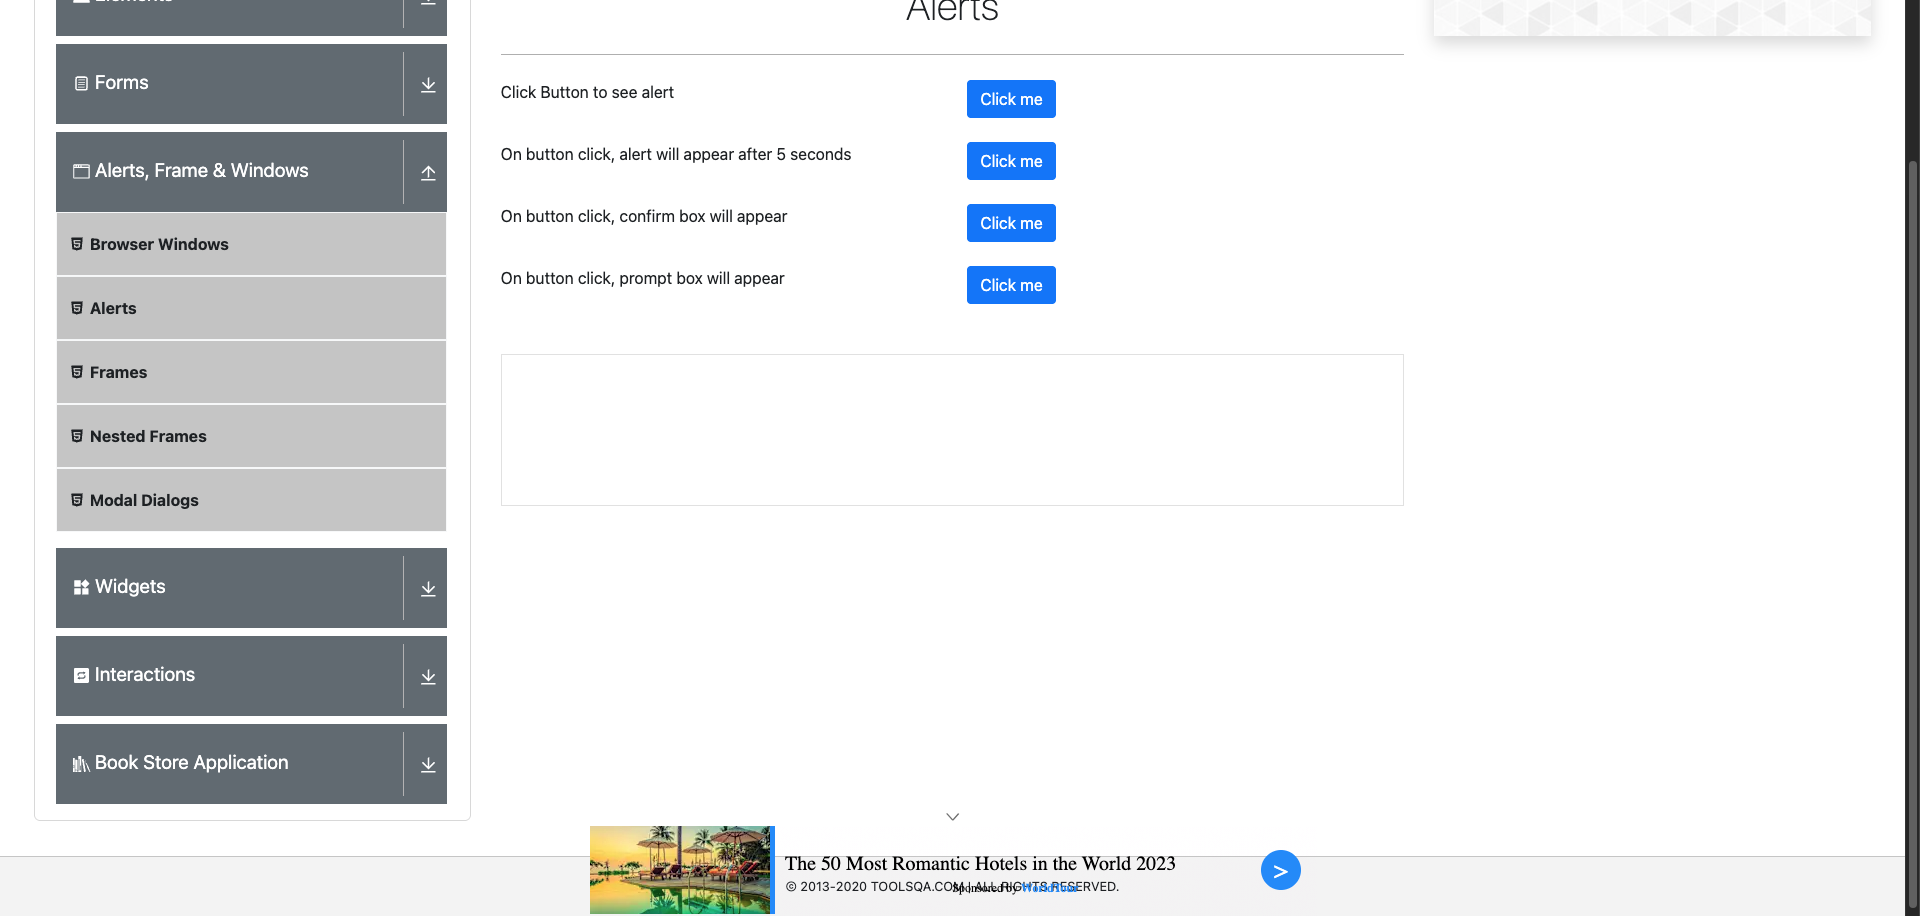 Elements
Forms
Alerts, Frame & Windows
Browser Windows
Alerts
Frames
Nested Frames
Modal Dialogs
Widgets
Interactions
Book Store Application
Alerts
Click Button to see alert
Click me
On button click, alert will appear after 5 seconds
Click me
On button click, confirm box will appear
Click me
On button click, prompt box will appear
Click me
The 50 Most Romantic Hotels in the World 2023
© 2013-2020 TOOLSQA.COM | ALL RIGHTS RESERVED.
Sponsored by
>